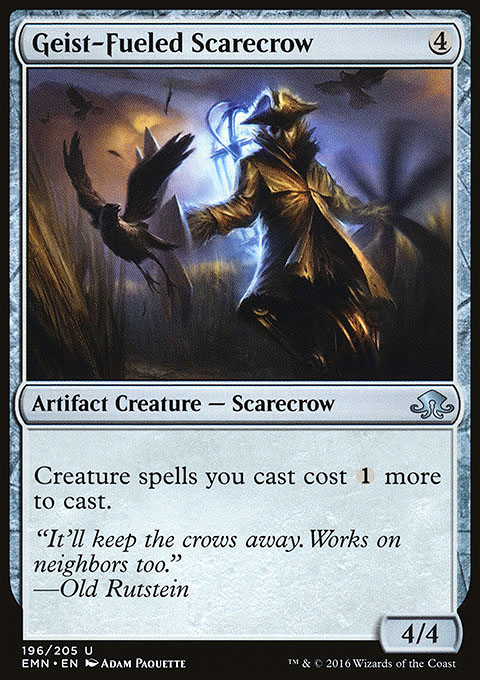 Geist-Fueled Scarecrow 4
Artifact Creature — Scarecrow
Creature spells you cast cost 1 more
to cast.
“It’ll keep the crows away. Works on
neighbors too.”
—Old Rutstein
4/4
196/205 U
EMN • EN Adam Paquette
™ & © 2016 Wizards of the Coast